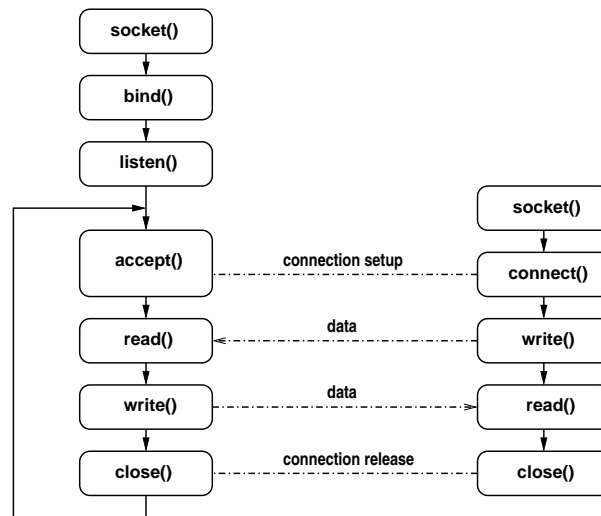 socket()
bind()
listen()
socket()
accept()
connection setup
connect()
read()
data
write()
write()
data
read()
close()
connection release
close()